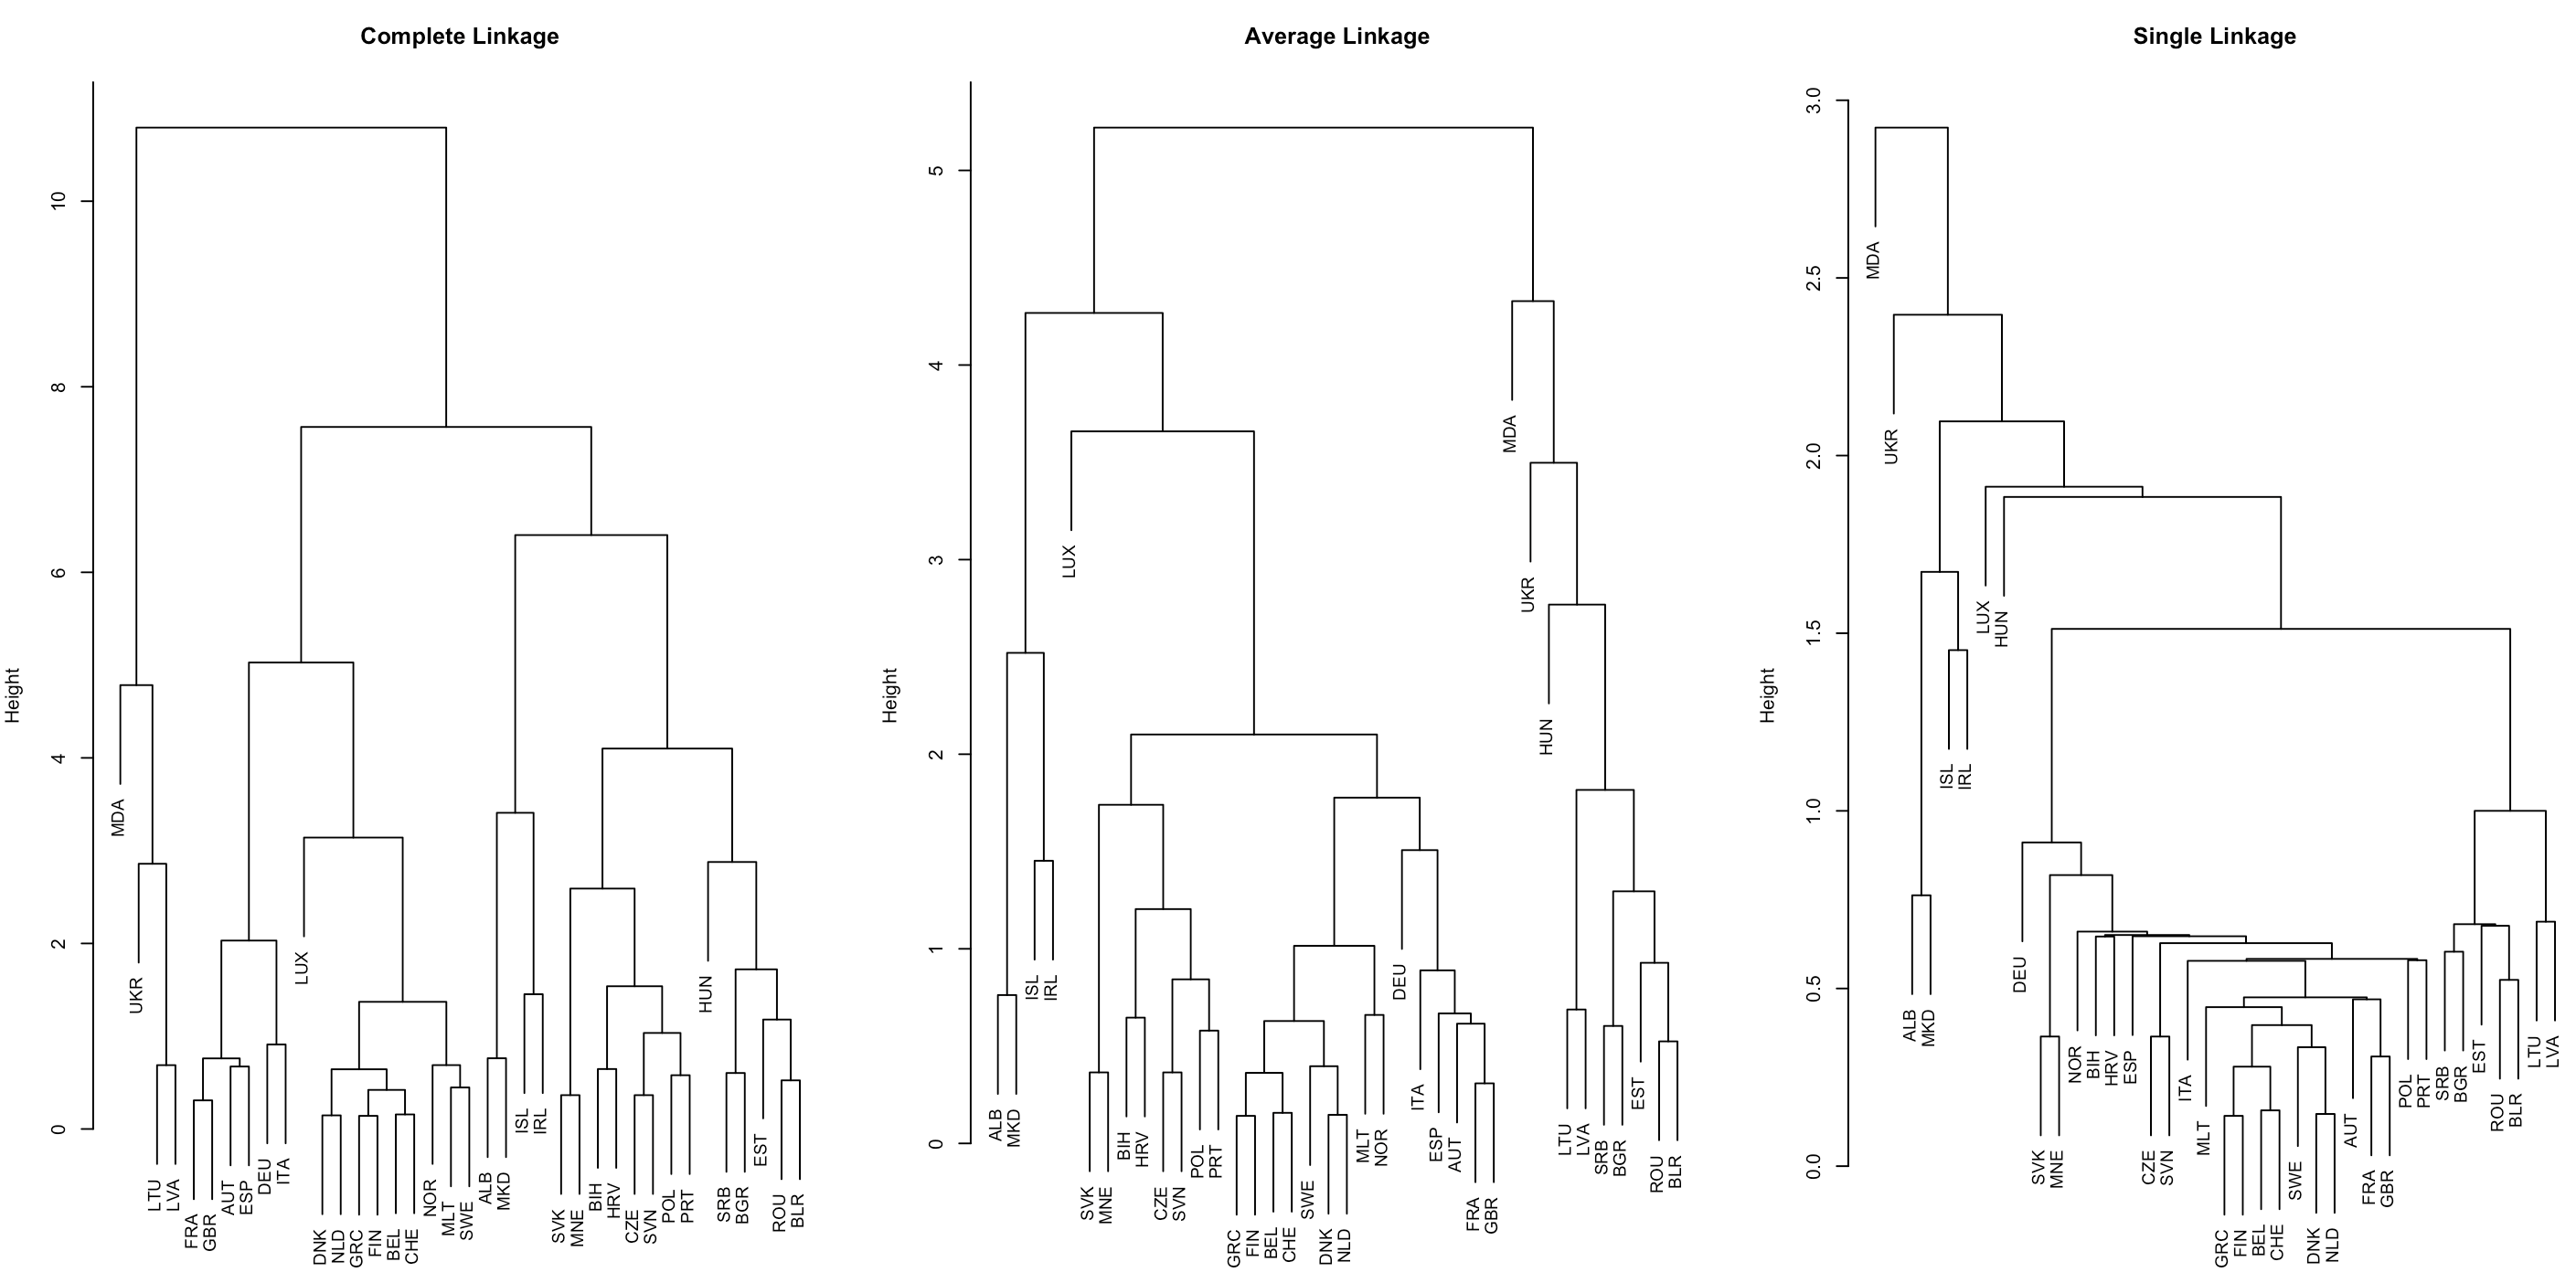 Complete Linkage
Height
10
8
6
4
2
0
MDA
UKR
LTU
LVA
FRA
GBR
AUT
ESP
DEU
ITA
LUX
DNK
NLD
GRC
FIN
BEL
CHE
NOR
MLT
SWE
ALB
MKD
ISL
IRL
SVK
MNE
BIH
HRV
CZE
SVN
POL
PRT
HUN
SRB
BGR
EST
ROU
BLR
Average Linkage
Height
5
4
3
2
1
0
ALB
MKD
ISL
IRL
LUX
SVK
MNE
BIH
HRV
CZE
SVN
POL
PRT
GRC
FIN
BEL
CHE
SWE
DNK
NLD
MLT
NOR
DEU
ITA
ESP
AUT
FRA
GBR
MDA
UKR
HUN
LTU
LVA
SRB
BGR
EST
ROU
BLR
Single Linkage
Height
3.0
2.5
2.0
1.5
1.0
0.5
0.0
MDA
UKR
ALB
MKD
ISL
IRL
LUX
HUN
DEU
SVK
MNE
NOR
BIH
HRV
ESP
CZE
SVN
ITA
MLT
GRC
FIN
BEL
CHE
SWE
DNK
NLD
AUT
FRA
GBR
POL
PRT
SRB
BGR
EST
ROU
BLR
LTU
LVA